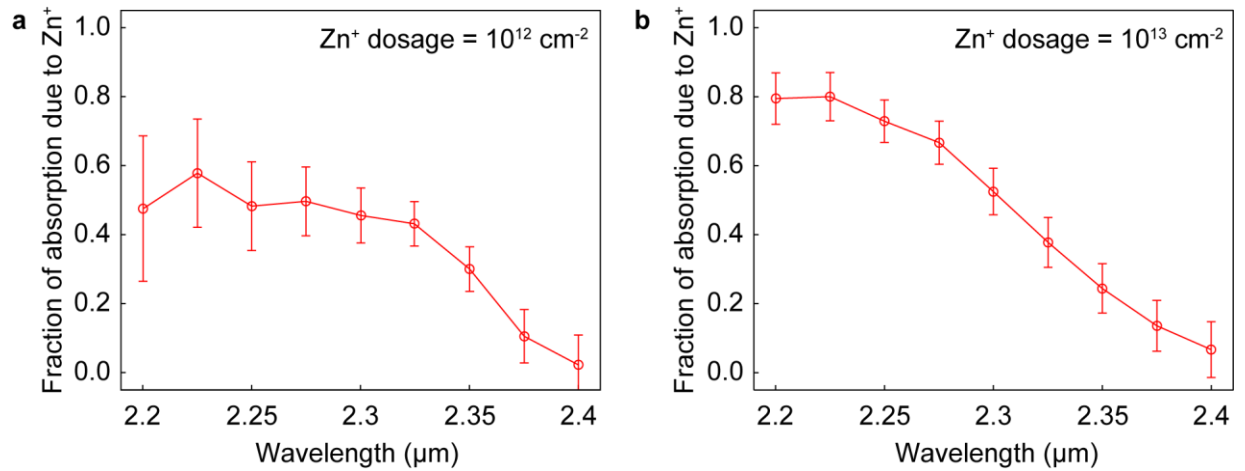 a
Fraction of absorption due to Zn⁺
1.0
0.8
0.6
0.4
0.2
0.0
Zn⁺ dosage = 10¹² cm⁻²
2.2 2.25 2.3 2.35 2.4
Wavelength (μm)
b
Fraction of absorption due to Zn⁺
1.0
0.8
0.6
0.4
0.2
0.0
Zn⁺ dosage = 10¹³ cm⁻²
2.2 2.25 2.3 2.35 2.4
Wavelength (μm)